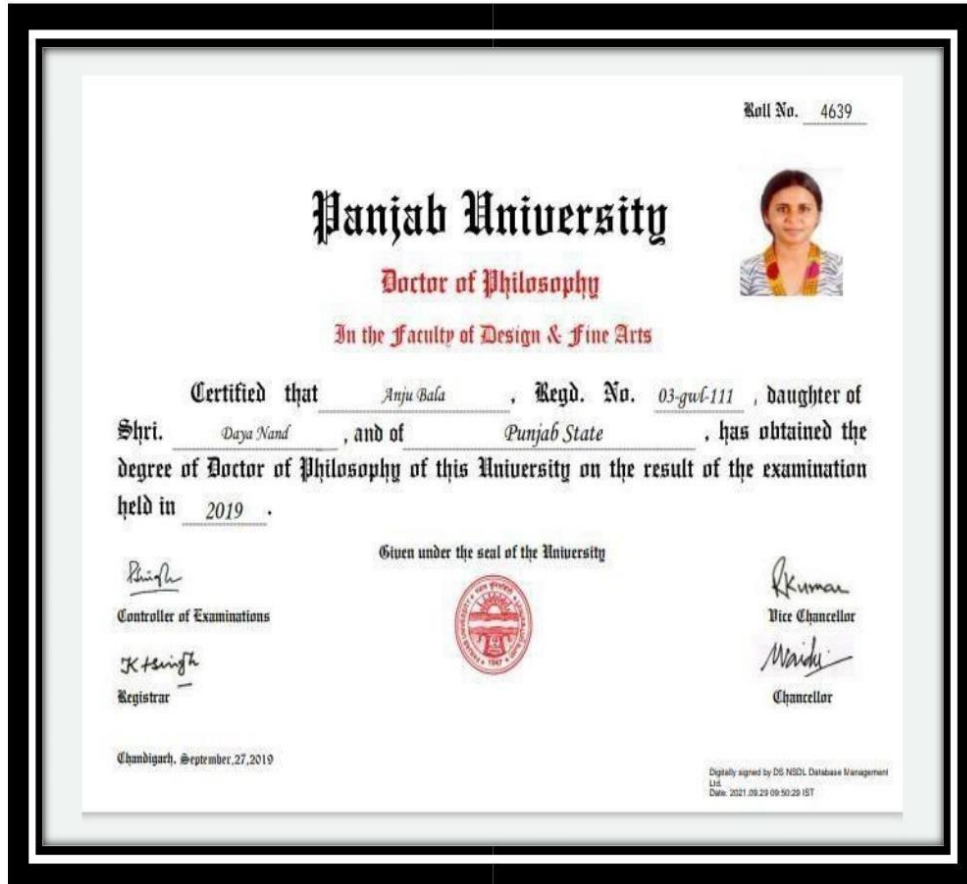 Roll No. 4639
Panjab University
Doctor of Philosophy
In the Faculty of Design & Fine Arts
Certified that Anju Bala, Regd. No. 03-gwl-111, daughter of
Shri. Daya Nand, and of Punjab State, has obtained the
degree of Doctor of Philosophy of this University on the result of the examination
held in 2019.
Given under the seal of the University
Controller of Examinations
RKumar
Vice Chancellor
Registrar
Chancellor
Chandigarh, September,27,2019
Digitally signed by DS NSDL Database Management
Ltd.
Date: 2021.09.29 09:50:29 IST